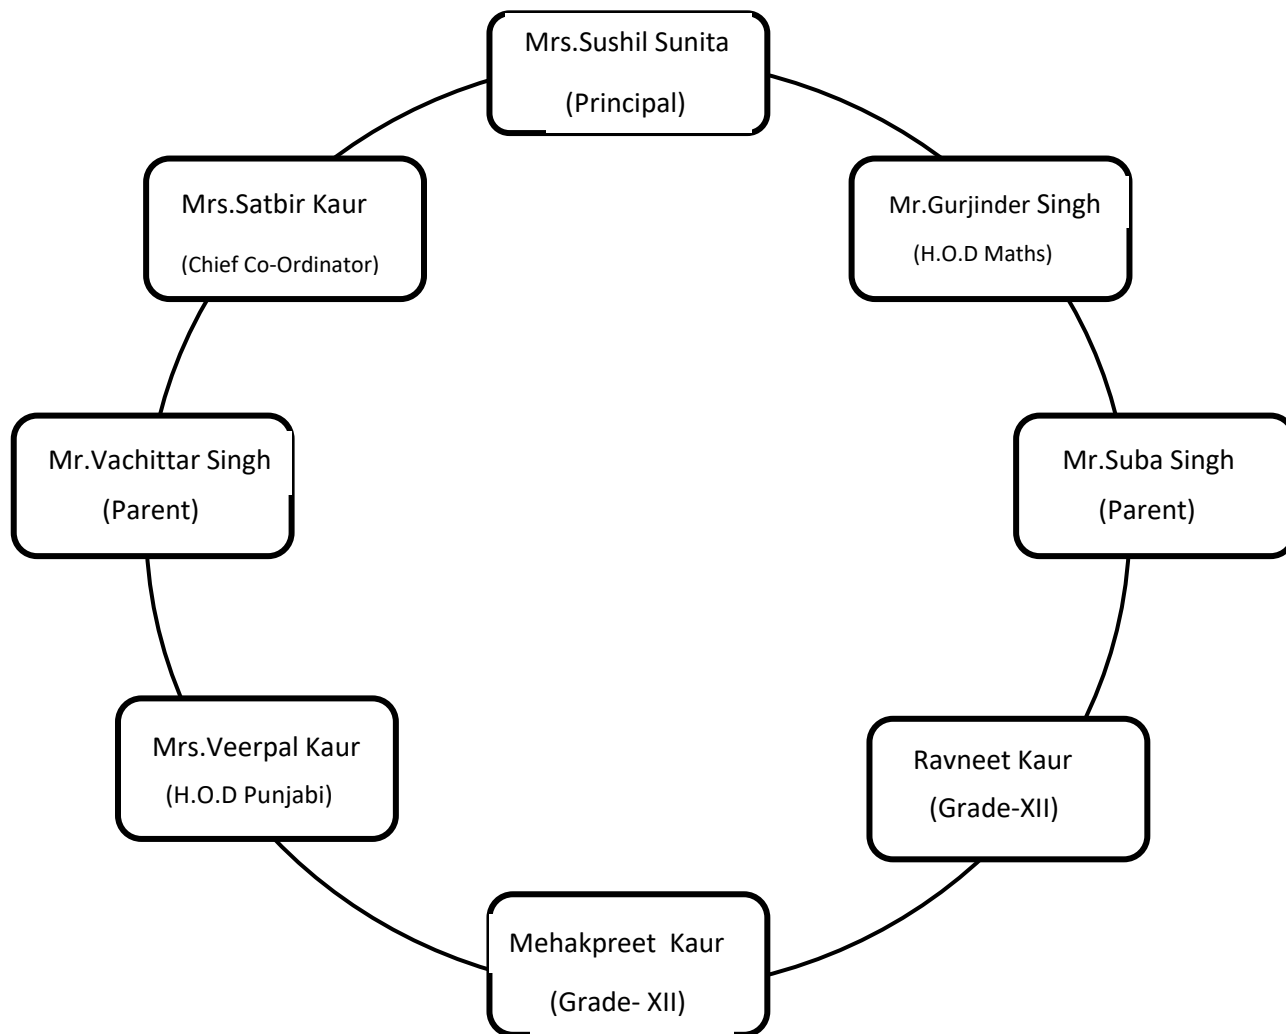 Mrs.Sushil Sunita
(Principal)
Mr.Gurjinder Singh
(H.O.D Maths)
Mr.Suba Singh
(Parent)
Ravneet Kaur
(Grade-XII)
Mehakpreet  Kaur
(Grade- XII)
Mrs.Veerpal Kaur
(H.O.D Punjabi)
Mr.Vachittar Singh
(Parent)
Mrs.Satbir Kaur
(Chief Co-Ordinator)